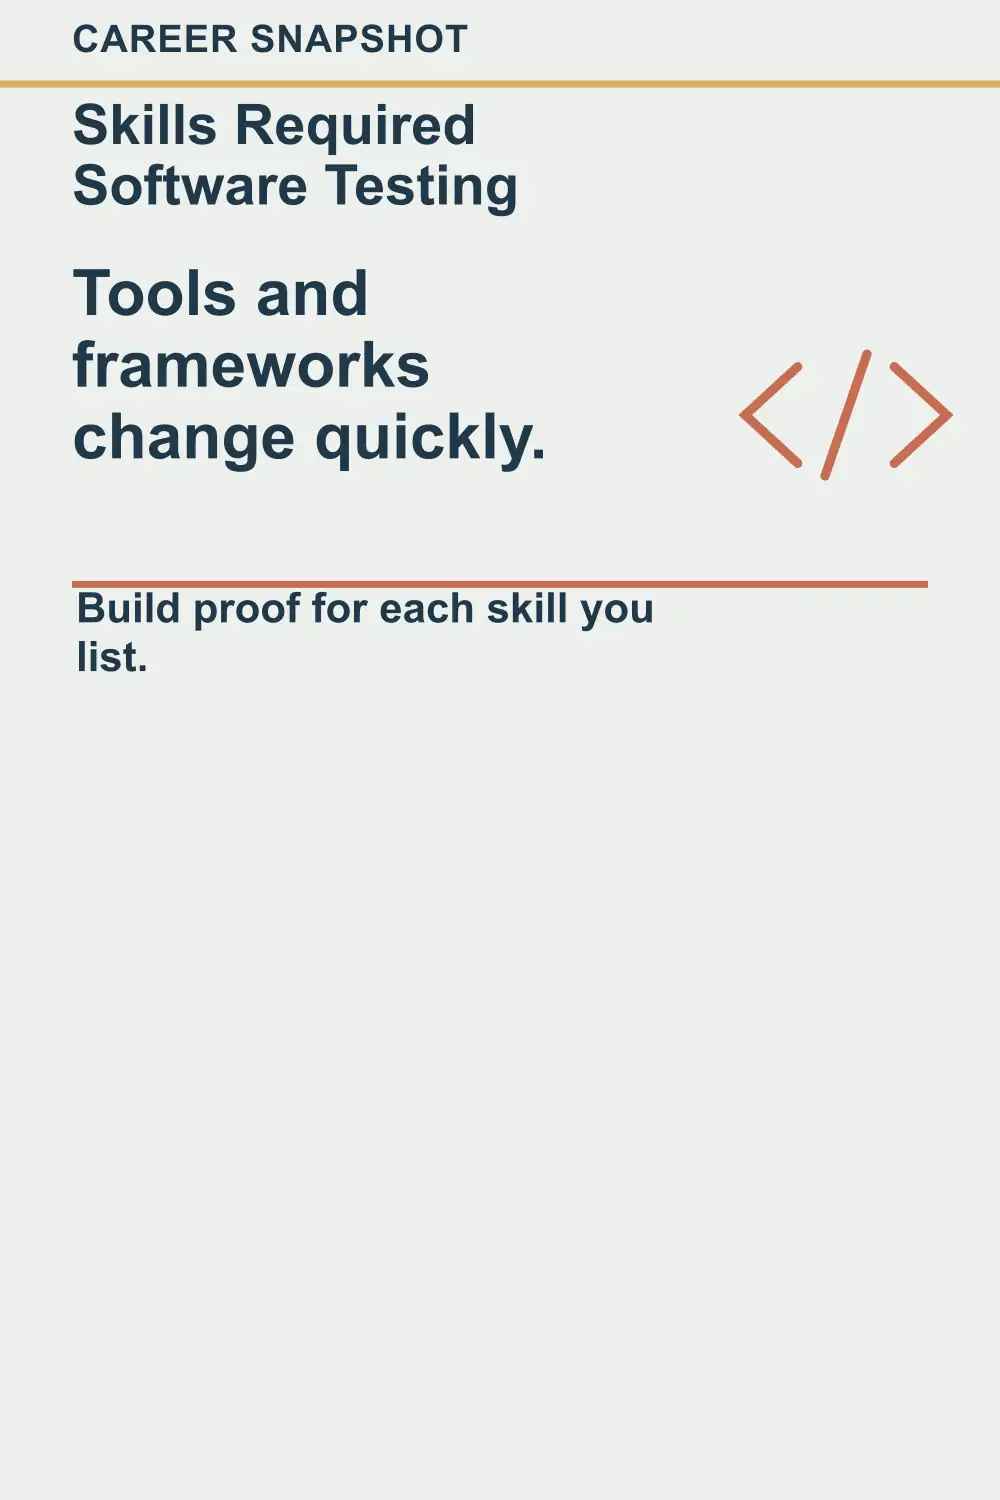 CAREER SNAPSHOT
Skills Required
Software Testing
Tools and
frameworks
change quickly.
Build proof for each skill you
list.